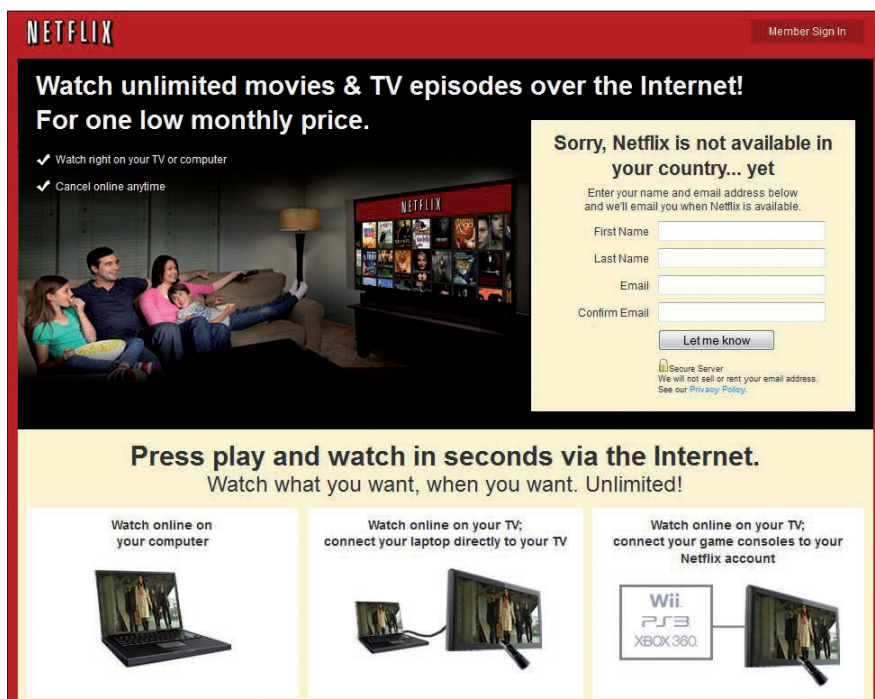 NETFLIX
Member Sign In
Watch unlimited movies & TV episodes over the Internet!
For one low monthly price.
Watch right on your TV or computer
Cancel online anytime
NETFLIX
Sorry, Netflix is not available in
your country... yet
Enter your name and email address below
and we'll email you when Netflix is available.
First Name
Last Name
Email
Confirm Email
Let me know
Secure Server
We will not sell or rent your email address.
See our Privacy Policy.
Press play and watch in seconds via the Internet.
Watch what you want, when you want. Unlimited!
Watch online on
your computer
Watch online on your TV;
connect your laptop directly to your TV
Watch online on your TV;
connect your game consoles to your
Netflix account
Wii
PS3
XBOX 360